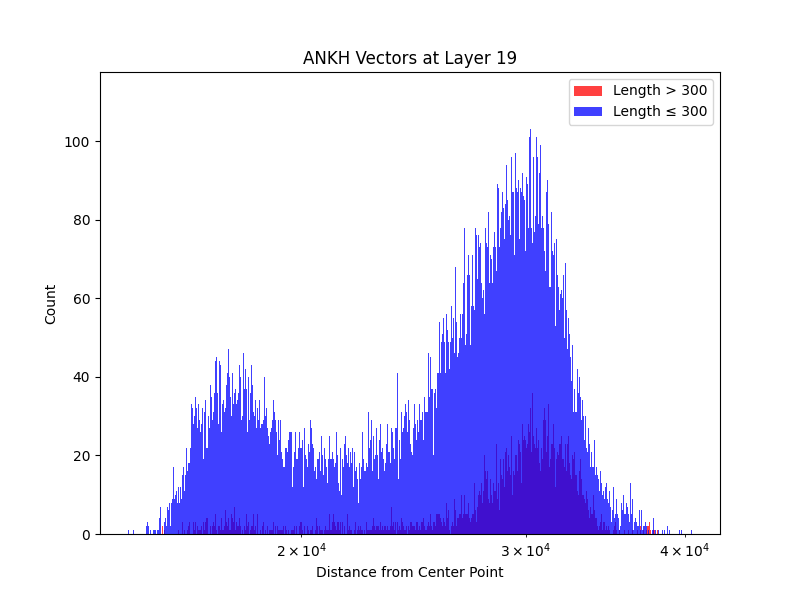 ANKH Vectors at Layer 19
Length > 300
Length ≤ 300
100
80
60
40
20
0
Count
2 × 10⁴
3 × 10⁴
4 × 10⁴
Distance from Center Point